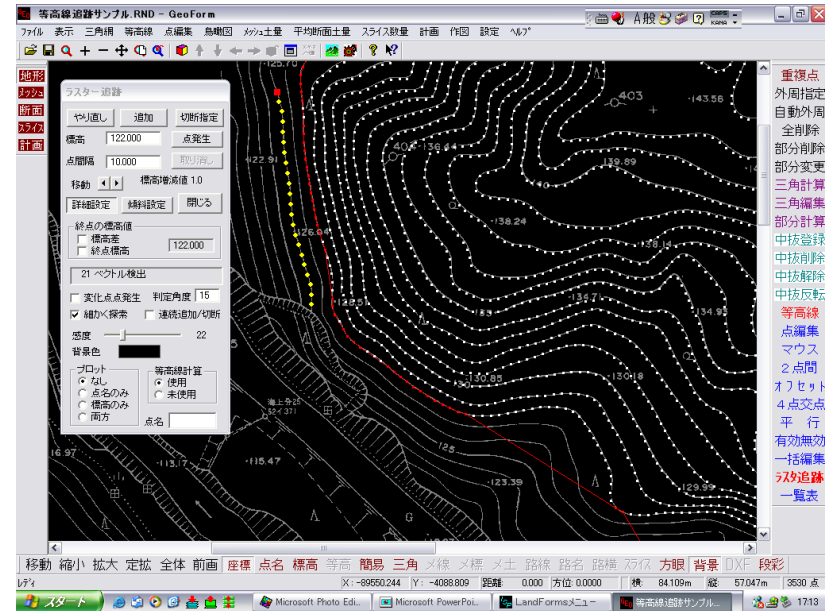 等高線追跡サンプル.RND - GeoForm
A般
CAPS
KANA
ファイル 表示 三角網 等高線 点編集 鳥瞰図 メッシュ土量 平均断面土量 スライス数量 計画 作図 設定 ヘルプ
地形
メッシュ
断面
スライス
計画
ラスター追跡
やり直し 追加 切断指定
標高 122.000 点発生
点間隔 10.000 取り消し
移動 標高増減値 1.0
詳細設定 傾斜設定 閉じる
終点の標高値
標高差
終点標高
122.000
21 ベクトル検出
変化点点発生 判定角度 15
細かく探索 連続追加/切断
感度 22
背景色
プロット
なし
点名のみ
標高のみ
両方
等高線計算
使用
未使用
点名
125.70
122.91
126.04
128.51
403
143.56
403-136.44
139.89
138.24
138.14
134.71
134.95
130.85
130.18
125
123.39
129.99
115.47
113.17
16.97
A
G
重複点
外周指定
自動外周
全削除
部分削除
部分変更
三角計算
三角編集
部分計算
中抜登録
中抜削除
中抜解除
中抜反転
等高線
点編集
マウス
2点間
オフセット
4点交点
平 行
有効無効
一括編集
ラスタ追跡
一覧表
移動 縮小 拡大 定拡 全体 前画 座標 点名 標高 等高 簡易 三角 メ線 メ標 メ土 路線 路名 路横 スライス 方眼 背景 DXF 段彩
レディ X:-89550.244 Y: -4088.809 距離: 0.000 方位: 0.0000 横: 84.109m 縦: 57.047m 3530 点
スタート Microsoft Photo Edi... Microsoft PowerPoi... LandFormsメニュー 等高線追跡サンプル... 17:13